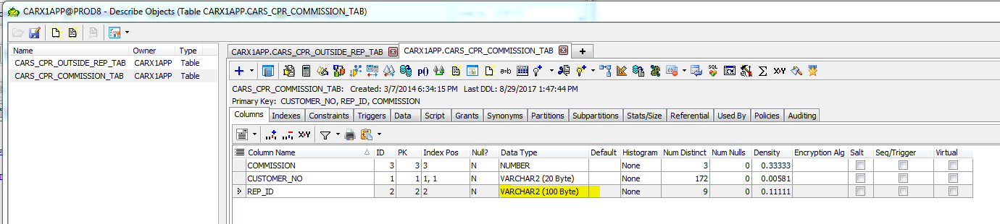 CARX1APP@PROD8 - Describe Objects (Table CARX1APP.CARS_CPR_COMMISSION_TAB)
Name Owner Type
CARS_CPR_OUTSIDE_REP_TAB CARX1APP Table
CARS_CPR_COMMISSION_TAB CARX1APP Table
CARX1APP.CARS_CPR_OUTSIDE_REP_TAB CARX1APP.CARS_CPR_COMMISSION_TAB
p() a=b SQL Σ X↔Y
CARS_CPR_COMMISSION_TAB: Created: 3/7/2014 6:34:15 PM Last DDL: 8/29/2017 1:47:44 PM
Primary Key: CUSTOMER_NO, REP_ID, COMMISSION
Columns Indexes Constraints Triggers Data Script Grants Synonyms Partitions Subpartitions Stats/Size Referential Used By Policies Auditing
X↔Y
Column Name ID PK Index Pos Null? Data Type Default Histogram Num Distinct Num Nulls Density Encryption Alg Salt Seq/Trigger Virtual
COMMISSION 3 3 3 N NUMBER None 3 0 0.33333
CUSTOMER_NO 1 1 1, 1 N VARCHAR2 (20 Byte) None 172 0 0.00581
REP_ID 2 2 2 N VARCHAR2 (100 Byte) None 9 0 0.11111